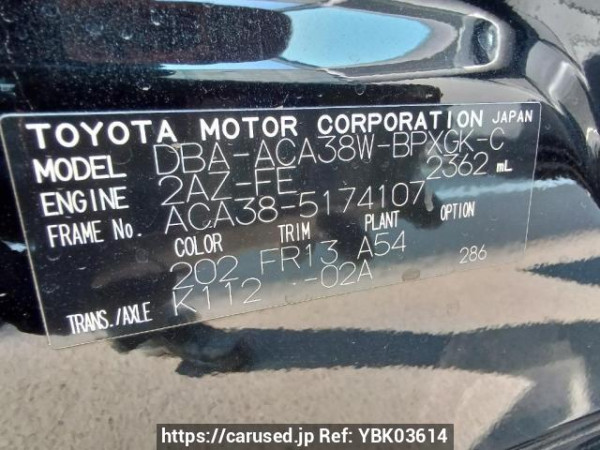 TOYOTA MOTOR CORPORATION JAPAN
MODEL DBA-ACA38W-BPXGK-C
ENGINE 2AZ-FE 2362 mL
FRAME No. ACA38-5174107
COLOR TRIM PLANT OPTION
202 FR13 A54
TRANS./AXLE K112 -02A 286
https://carused.jp Ref: YBK03614